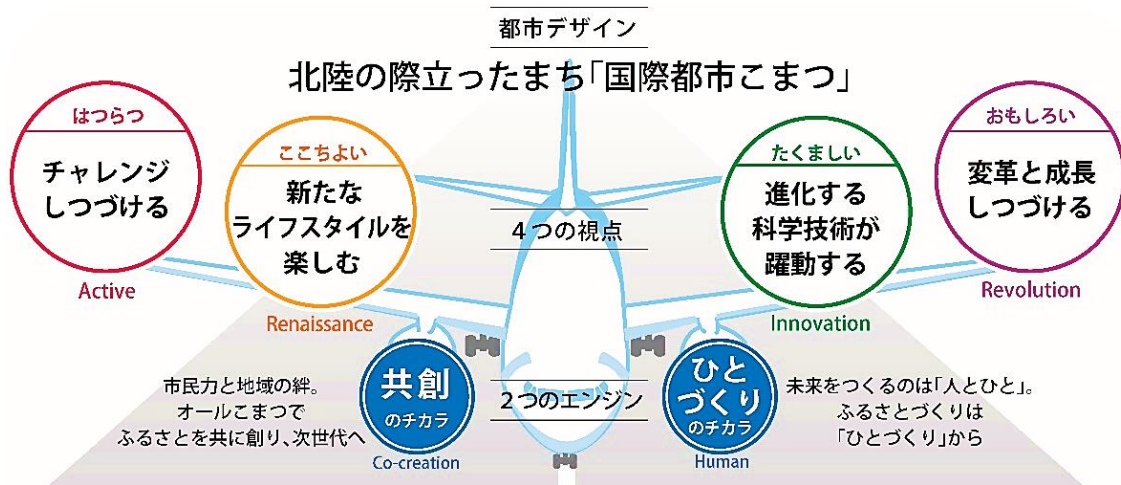 都市デザイン
北陸の際立ったまち「国際都市こまつ」
はつらつ
チャレンジ
しつづける
Active
ここちよい
新たな
ライフスタイルを
楽しむ
Renaissance
4つの視点
たくましい
進化する
科学技術が
躍動する
Innovation
おもしろい
変革と成長
しつづける
Revolution
市民力と地域の絆。
オールこまつで
ふるさとを共に創り、次世代へ
共創
のチカラ
Co-creation
2つのエンジン
ひと
づくり
のチカラ
Human
未来をつくるのは「人とひと」。
ふるさとづくりは
「ひとづくり」から